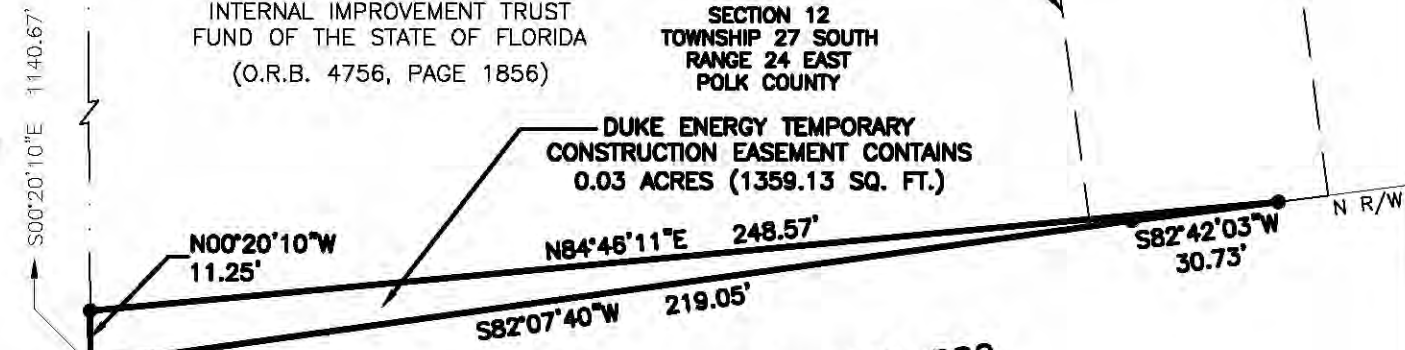 INTERNAL IMPROVEMENT TRUST
FUND OF THE STATE OF FLORIDA
(O.R.B. 4756, PAGE 1856)
SECTION 12
TOWNSHIP 27 SOUTH
RANGE 24 EAST
POLK COUNTY
S00°20'10"E 1140.67'
DUKE ENERGY TEMPORARY
CONSTRUCTION EASEMENT CONTAINS
0.03 ACRES (1359.13 SQ. FT.)
N00°20'10"W
11.25'
N84°46'11"E 248.57'
S82°07'40"W 219.05'
S82°42'03"W
30.73'
N R/W